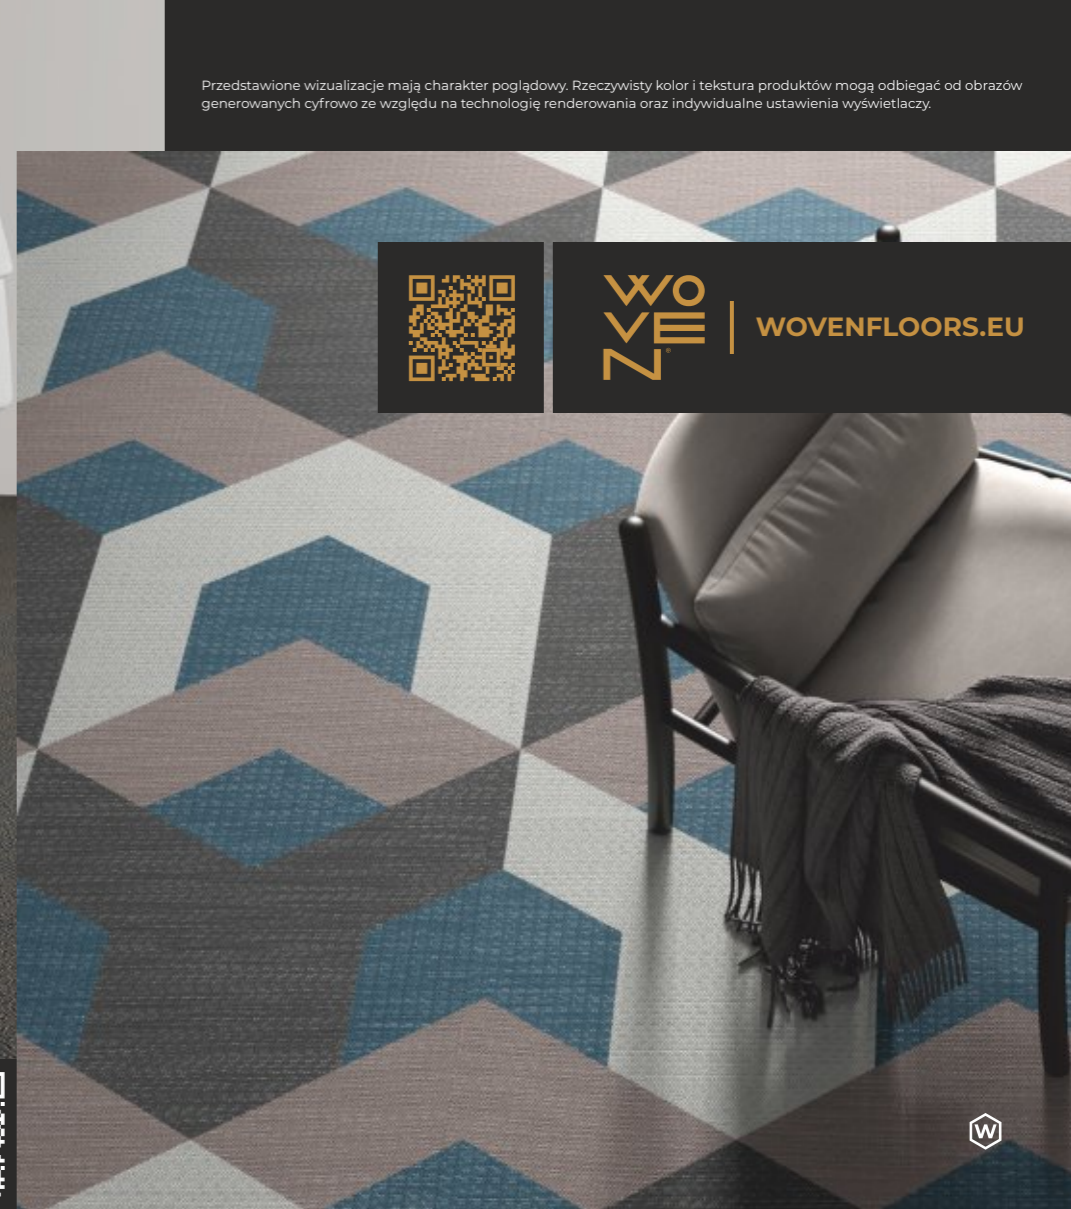 Przedstawione wizualizacje mają charakter poglądowy. Rzeczywisty kolor i tekstura produktów mogą odbiegać od obrazów
generowanych cyfrowo ze względu na technologię renderowania oraz indywidualne ustawienia wyświetlaczy.
WO
VE
N®
WOVENFLOORS.EU
W